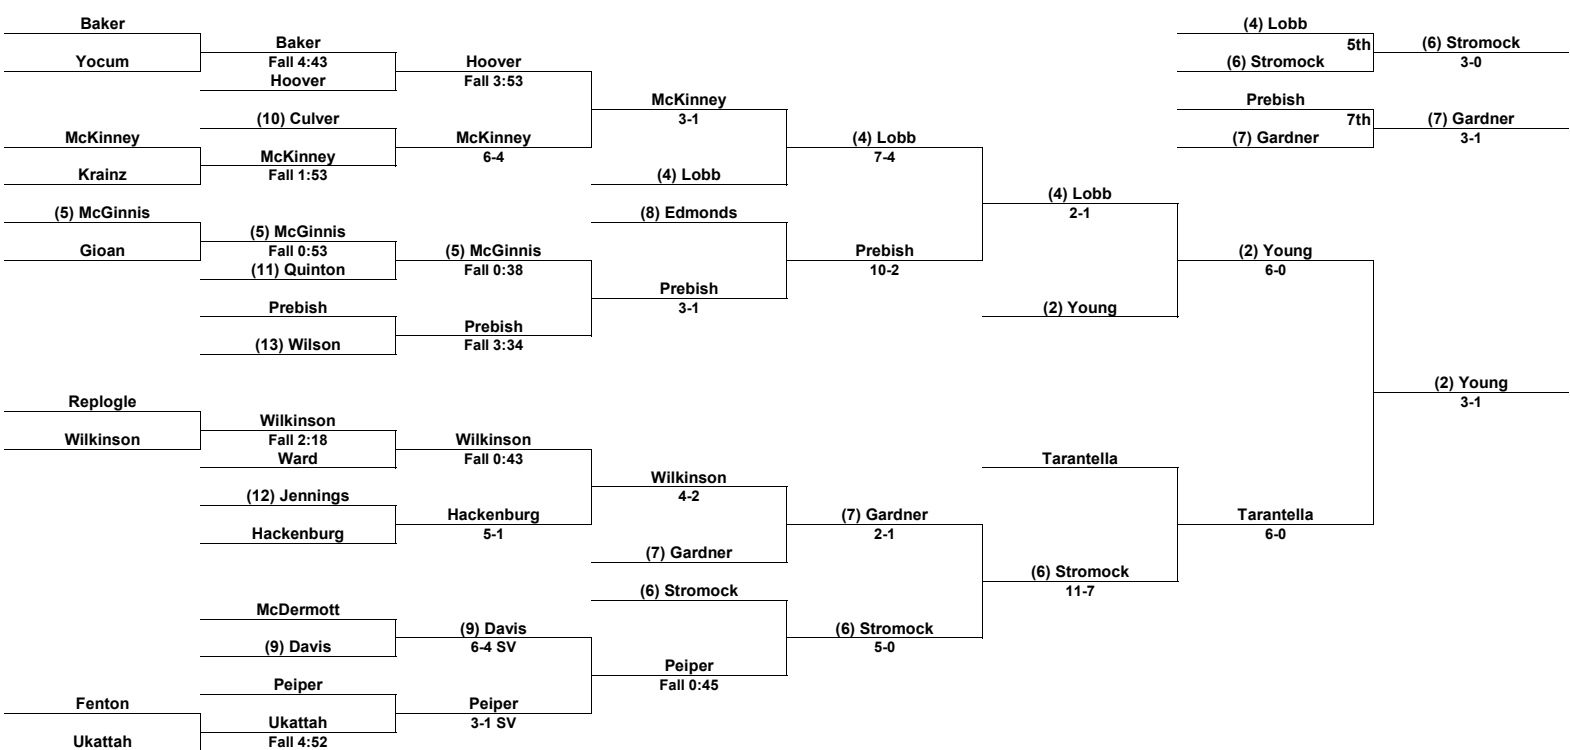 Baker
(4) Lobb
Baker
5th
(6) Stromock
Yocum
Fall 4:43
Hoover
(6) Stromock
3-0
Hoover
Fall 3:53
McKinney
Prebish
(10) Culver
3-1
7th
(7) Gardner
McKinney
McKinney
(4) Lobb
(7) Gardner
3-1
McKinney
6-4
7-4
Krainz
Fall 1:53
(4) Lobb
(4) Lobb
2-1
(5) McGinnis
(8) Edmonds
(5) McGinnis
Gioan
Fall 0:53
(5) McGinnis
Prebish
(2) Young
(11) Quinton
Fall 0:38
10-2
6-0
Prebish
Prebish
3-1
(2) Young
Prebish
(13) Wilson
Fall 3:34
(2) Young
3-1
Replogle
Wilkinson
Wilkinson
Fall 2:18
Wilkinson
Ward
Fall 0:43
Tarantella
Wilkinson
(12) Jennings
4-2
Hackenburg
(7) Gardner
Tarantella
Hackenburg
5-1
2-1
6-0
(7) Gardner
(6) Stromock
(6) Stromock
11-7
McDermott
(9) Davis
(6) Stromock
(9) Davis
6-4 SV
5-0
Peiper
Peiper
Fall 0:45
Fenton
Peiper
Ukattah
3-1 SV
Ukattah
Fall 4:52